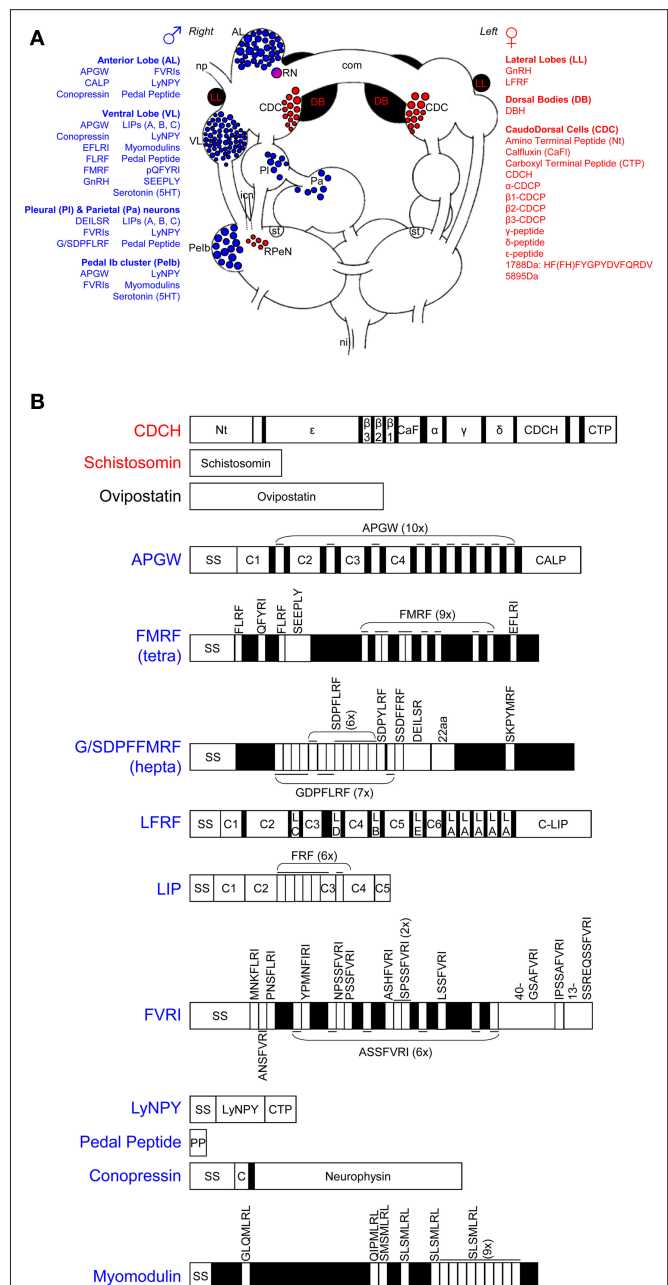 A
♂ Right
Anterior Lobe (AL)
APGW FVRIs
CALP LyNPY
Conopressin Pedal Peptide
Ventral Lobe (VL)
APGW LIPs (A, B, C)
Conopressin LyNPY
EFLRI Myomodulins
FLRF Pedal Peptide
FMRF pQFYRI
GnRH SEEPLY
Serotonin (5HT)
Pleural (Pl) & Parietal (Pa) neurons
DEILSR LIPs (A, B, C)
FVRIs LyNPY
G/SDPFLRF Pedal Peptide
Pedal Ib cluster (PeIb)
APGW LyNPY
FVRIs Myomodulins
Serotonin (5HT)
AL
np
RN
com
LL
DB
DB
LL
CDC
CDC
VL
Pl
Pa
icn
st
st
PeIb
RPeN
ni
Left ♀
Lateral Lobes (LL)
GnRH
LFRF
Dorsal Bodies (DB)
DBH
CaudoDorsal Cells (CDC)
Amino Terminal Peptide (Nt)
Calfluxin (CaFl)
Carboxyl Terminal Peptide (CTP)
CDCH
α-CDCP
β1-CDCP
β2-CDCP
β3-CDCP
γ-peptide
δ-peptide
ε-peptide
1788Da: HF(FH)FYGPYDVFQRDV
5895Da
B
CDCH
Nt ε β3 β2 β1 CaF α γ δ CDCH CTP
Schistosomin
Schistosomin
Ovipostatin
Ovipostatin
APGW (10x)
APGW
SS C1 C2 C3 C4 CALP
FLRF QFYRI FLRF SEEPLY FMRF (9x) EFLRI
FMRF
(tetra)
SS
SDPFLRF
(6x)
SDPYLRF SSDFFRF DEILSR 22aa SKPYMRF
G/SDPFFMRF
(hepta)
SS
GDPFLRF (7x)
LFRF
SS C1 C2 LC C3 LD C4 LB C5 LE C6 LA LA LA LA LA C-LIP
FRF (6x)
LIP
SS C1 C2 C3 C4 C5
MNKFLRI PNSFLRI YPMNFIRI NPSSFVRI PSSFVRI ASHFVRI SPSSFVRI (2x) LSSFVRI 40-GSAFVRI IPSSAFVRI 13-SSREQSSFVRI
FVRI
SS
ANSFVRI
ASSFVRI (6x)
LyNPY
SS LyNPY CTP
Pedal Peptide
PP
Conopressin
SS C Neurophysin
GLQMLRL QIPMLRL SMSMLRL SLSMLRL SLSMLRL SLSMLRL (9x)
Myomodulin
SS